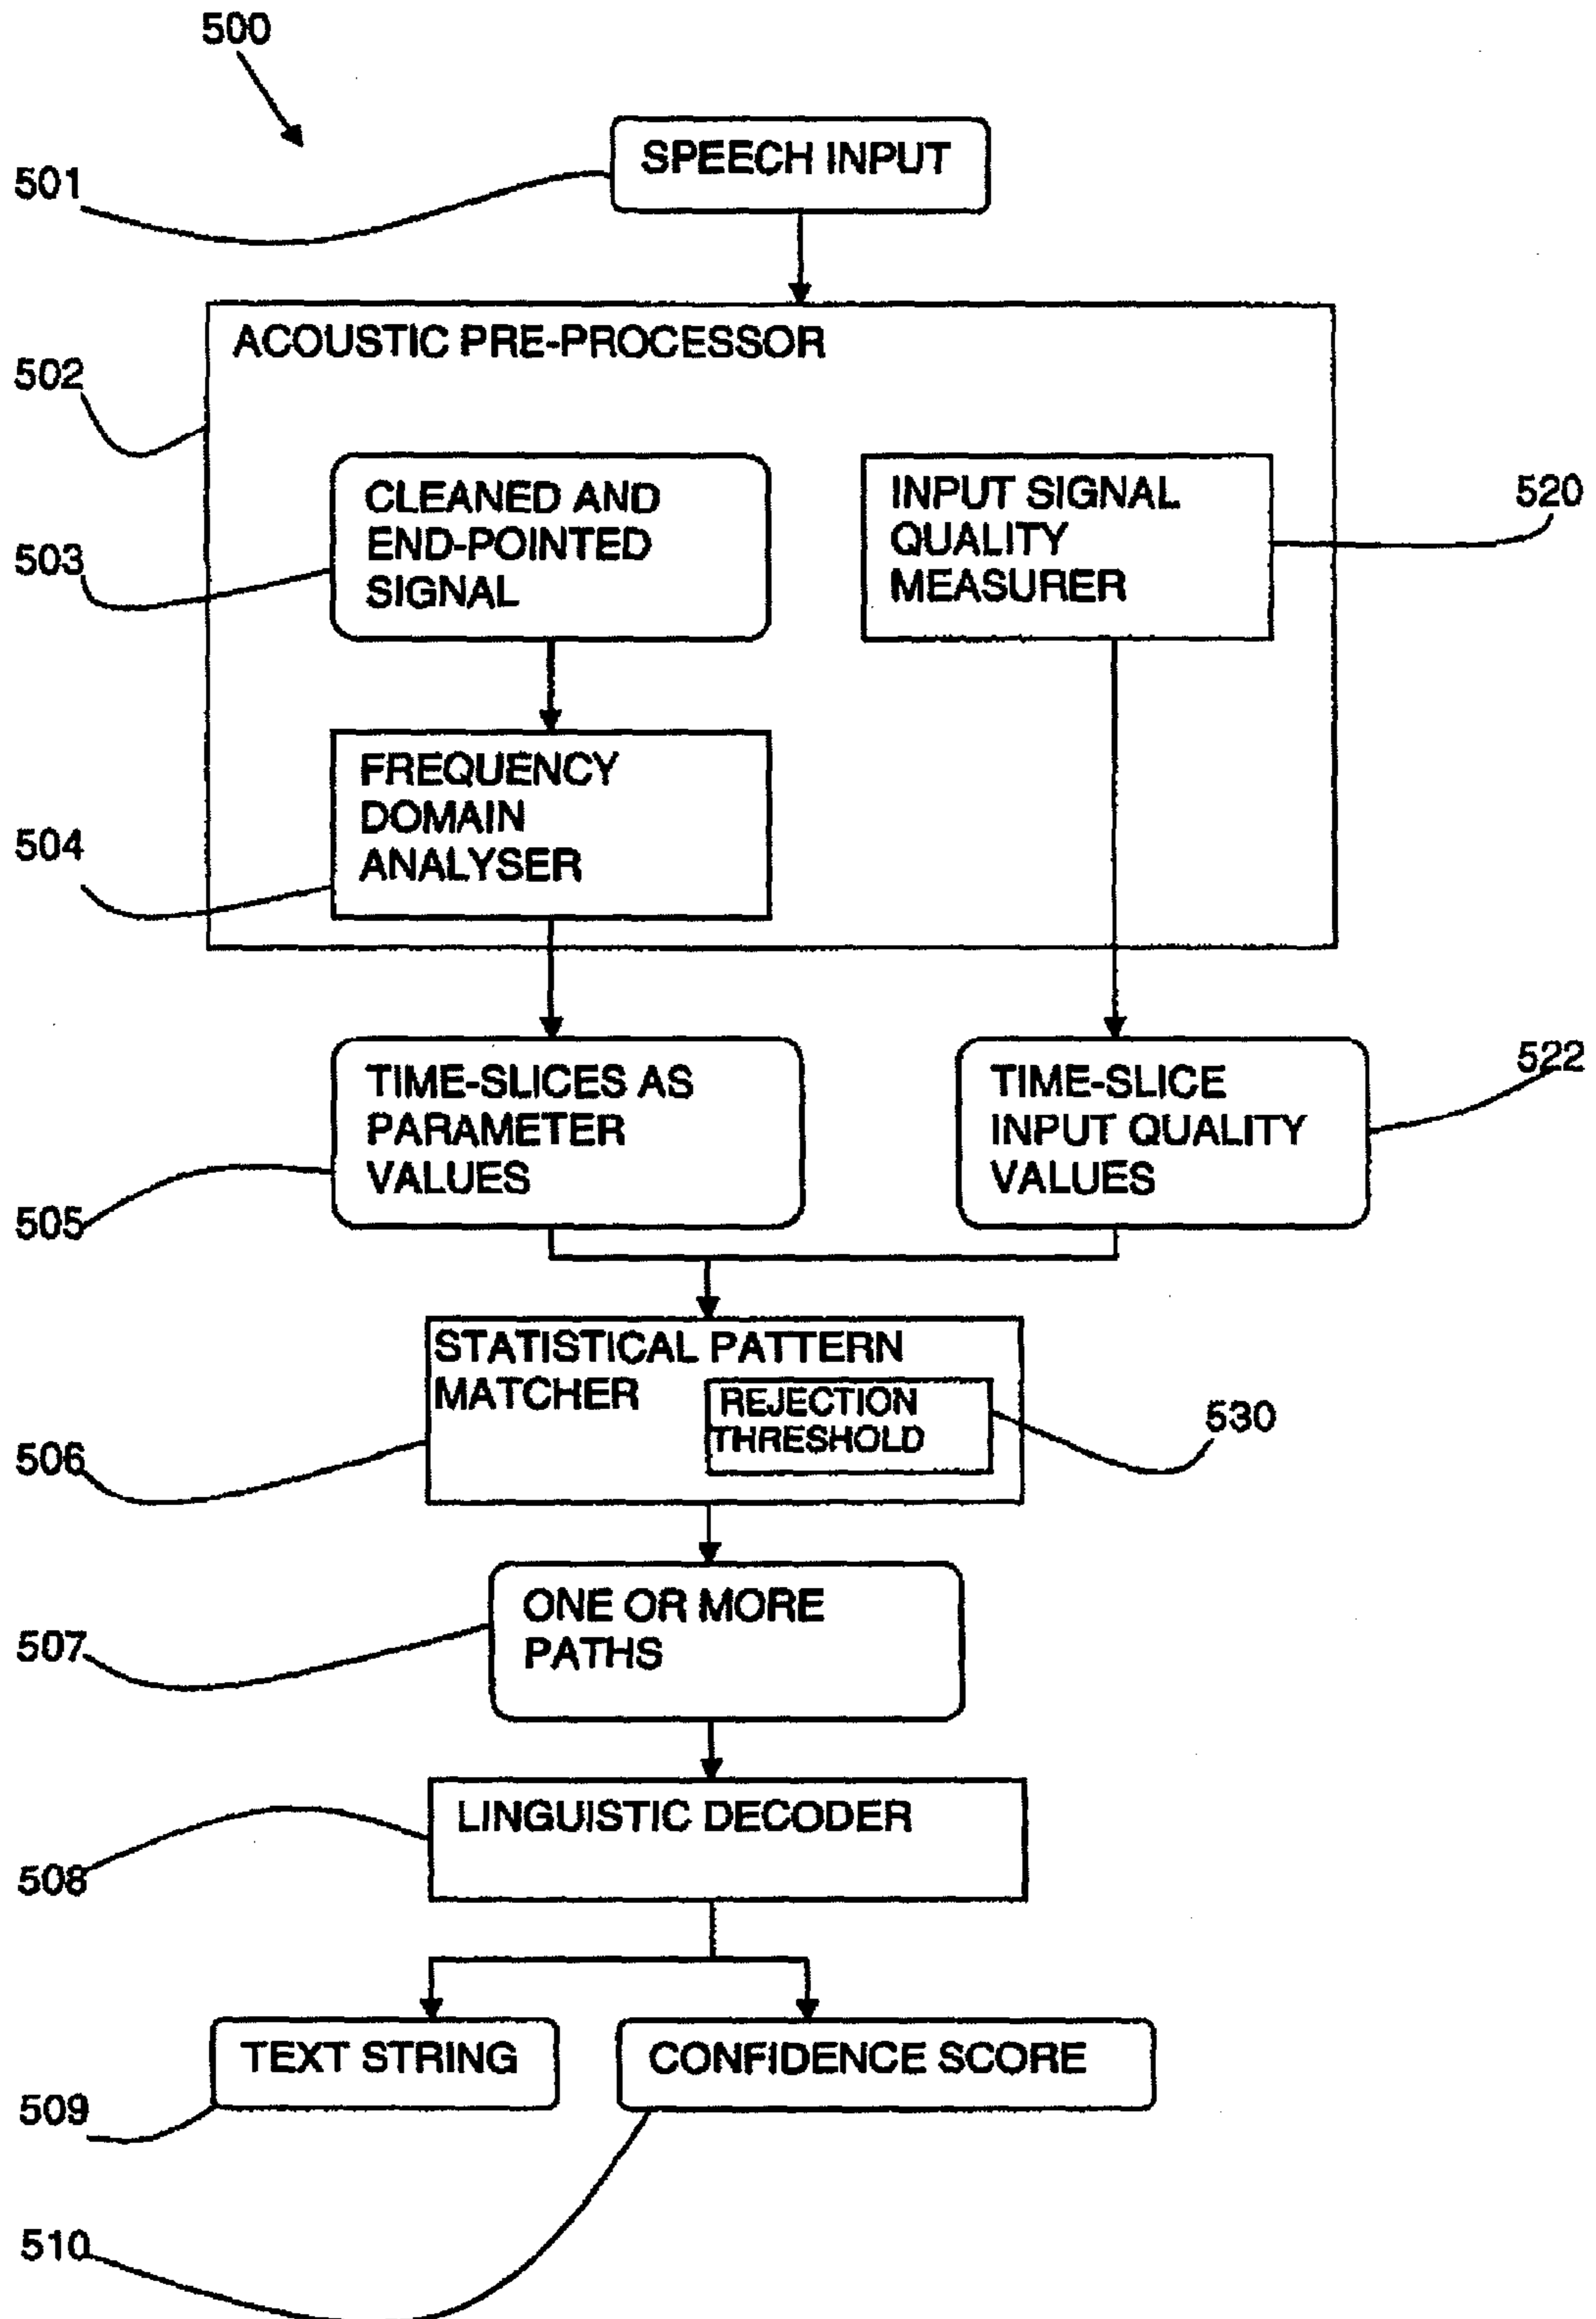 500
501
SPEECH INPUT
502
ACOUSTIC PRE-PROCESSOR
503
CLEANED AND
END-POINTED
SIGNAL
INPUT SIGNAL
QUALITY
MEASURER
520
504
FREQUENCY
DOMAIN
ANALYSER
505
TIME-SLICES AS
PARAMETER
VALUES
TIME-SLICE
INPUT QUALITY
VALUES
522
506
STATISTICAL PATTERN
MATCHER
REJECTION
THRESHOLD
530
507
ONE OR MORE
PATHS
508
LINGUISTIC DECODER
509
TEXT STRING
CONFIDENCE SCORE
510